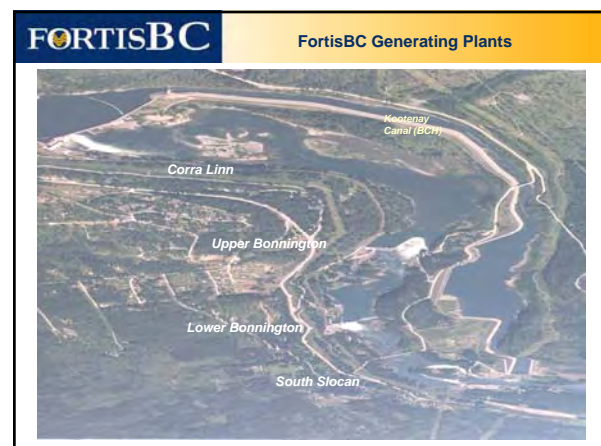 FORTISBC
FortisBC Generating Plants
Kootenay
Canal (BCH)
Corra Linn
Upper Bonnington
Lower Bonnington
South Slocan